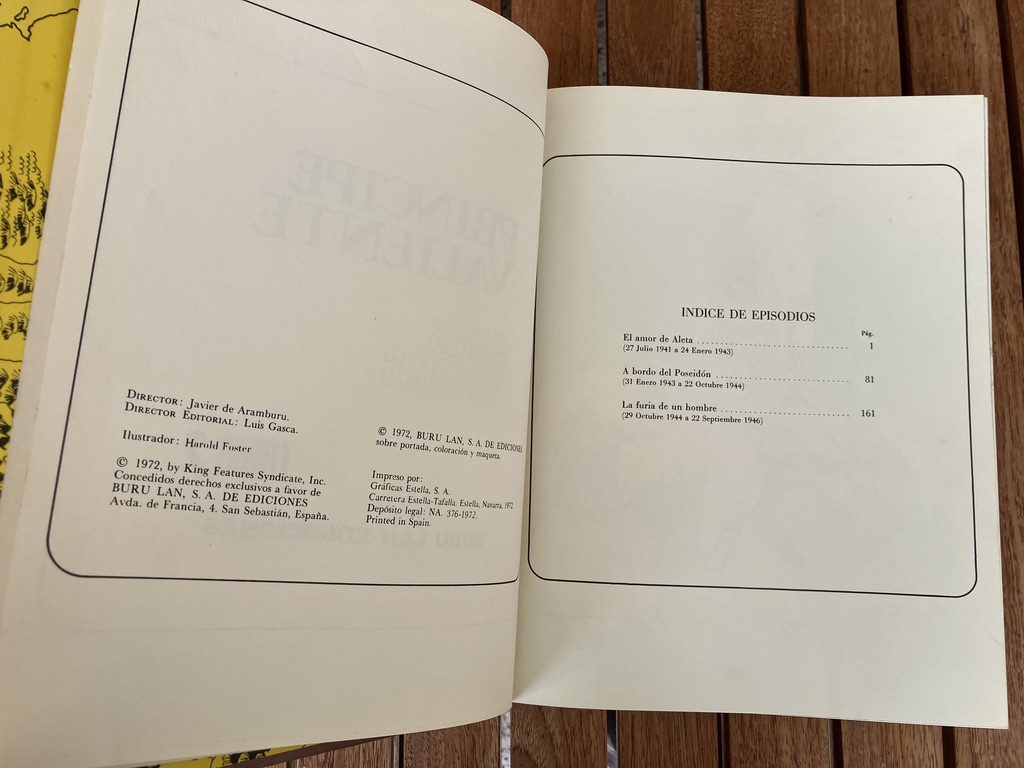 PRINCIPE
VALIENTE
BURU LAN EDICIONES
DIRECTOR: Javier de Aramburu.
DIRECTOR EDITORIAL: Luis Gasca.
Ilustrador: Harold Foster
© 1972, by King Features Syndicate, Inc.
Concedidos derechos exclusivos a favor de
BURU LAN, S. A. DE EDICIONES
Avda. de Francia, 4. San Sebastián, España.
© 1972, BURU LAN, S. A. DE EDICIONES
sobre portada, coloración y maqueta.
Impreso por:
Gráficas Estella, S. A.
Carretera Estella-Tafalla. Estella, Navarra, 1972.
Depósito legal: NA. 376-1972.
Printed in Spain.
INDICE DE EPISODIOS
Pág.
El amor de Aleta . . . . . . . . . . . . . . . . . . . . . . . . . . . . . . 1
(27 Julio 1941 a 24 Enero 1943)
A bordo del Poseidón . . . . . . . . . . . . . . . . . . . . . . . . . . 81
(31 Enero 1943 a 22 Octubre 1944)
La furia de un hombre . . . . . . . . . . . . . . . . . . . . . . . . . 161
(29 Octubre 1944 a 22 Septiembre 1946)